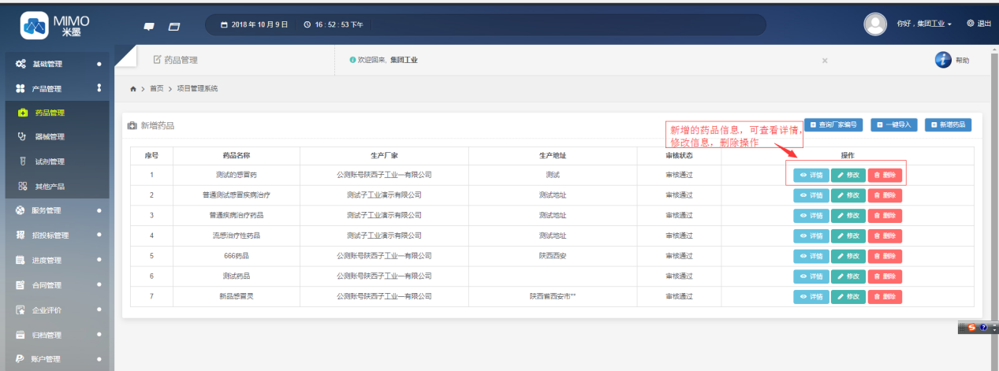 MIMO
米墨
2018 年 10 月 9 日 16 : 52 : 53 下午
你好 , 集团工业
退出
基础管理
产品管理
药品管理
器械管理
试剂管理
其他产品
服务管理
招投标管理
进度管理
合同管理
企业评价
归档管理
账户管理
药品管理
欢迎回来, 集团工业
×
帮助
首页 > 项目管理系统
新增药品
新增的药品信息，可查看详情，
修改信息，删除操作
查询厂家编号 一键导入 新增药品
序号 药品名称 生产厂家 生产地址 审核状态 操作
1 测试的感冒药 公测账号陕西子工业一有限公司 测试 审核通过 详情 修改 删除
2 普通测试感冒疾病治疗 测试子工业演示有限公司 测试地址 审核通过 详情 修改 删除
3 普通疾病治疗药品 测试子工业演示有限公司 测试地址 审核通过 详情 修改 删除
4 流感治疗性药品 测试子工业演示有限公司 测试地址 审核通过 详情 修改 删除
5 666药品 公测账号陕西子工业一有限公司 陕西西安 审核通过 详情 修改 删除
6 测试药品 公测账号陕西子工业一有限公司 审核通过 详情 修改 删除
7 新品感冒灵 公测账号陕西子工业一有限公司 陕西省西安市** 审核通过 详情 修改 删除